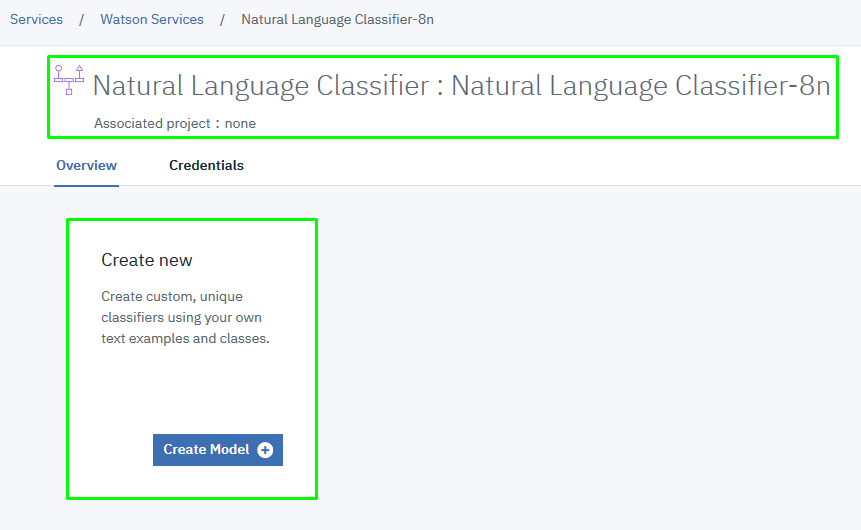 Services / Watson Services / Natural Language Classifier-8n
Natural Language Classifier : Natural Language Classifier-8n
Associated project : none
Overview Credentials
Create new
Create custom, unique
classifiers using your own
text examples and classes.
Create Model